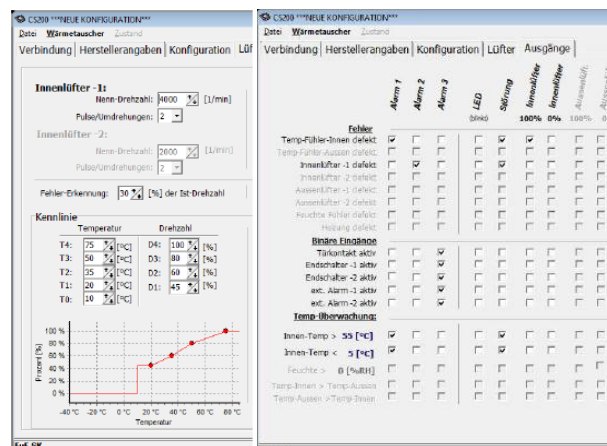 CS200 ***NEUE KONFIGURATION***
Datei Wärmetauscher Zustand
Verbindung Herstellerangaben Konfiguration
Innenlüfter -1:
Nenn-Drehzahl: 4000 [1/min]
Pulse/Umdrehungen: 2
Innenlüfter -2:
Nenn-Drehzahl: 2000 [1/min]
Pulse/Umdrehungen: 2
Fehler-Erkennung: 30 [%] der Ist-Drehzahl
Kennlinie
Temperatur Drehzahl
T4: 75 [°C] D4: 100 [%]
T3: 50 [°C] D3: 80 [%]
T2: 35 [°C] D2: 60 [%]
T1: 20 [°C] D1: 45 [%]
T0: 10 [°C]
Prozent [%]
100 %
80 %
60 %
40 %
20 %
0 %
-40 °C -20 °C 0 °C 20 °C 40 °C 60 °C 80 °C
Temperatur
CS200 ***NEUE KONFIGURATION***
Datei Wärmetauscher Zustand
Verbindung Herstellerangaben Konfiguration Lüfter Ausgänge
Alarm 1 Alarm 2 Alarm 3 LED Störung Innenlüfter Innenlüfter Aussenlüft.
(blinkt) 100% 0% 100%
Fehler
Temp-Fühler-Innen defekt
Temp-Fühler-Aussen defekt
Innenlüfter -1 defekt
Innenlüfter -2 defekt
Aussenlüfter -1 defekt
Aussenlüfter -2 defekt
Feuchte Fühler defekt
Heizung defekt
Binäre Eingänge
Türkontakt aktiv
Endschalter -1 aktiv
Endschalter -2 aktiv
ext. Alarm -1 aktiv
ext. Alarm -2 aktiv
Temp-Überwachung:
Innen-Temp > 55 [°C]
Innen-Temp < 5 [°C]
Feuchte > 0 [%RH]
Temp-Innen > Temp-Aussen
Temp-Aussen > Temp-Innen